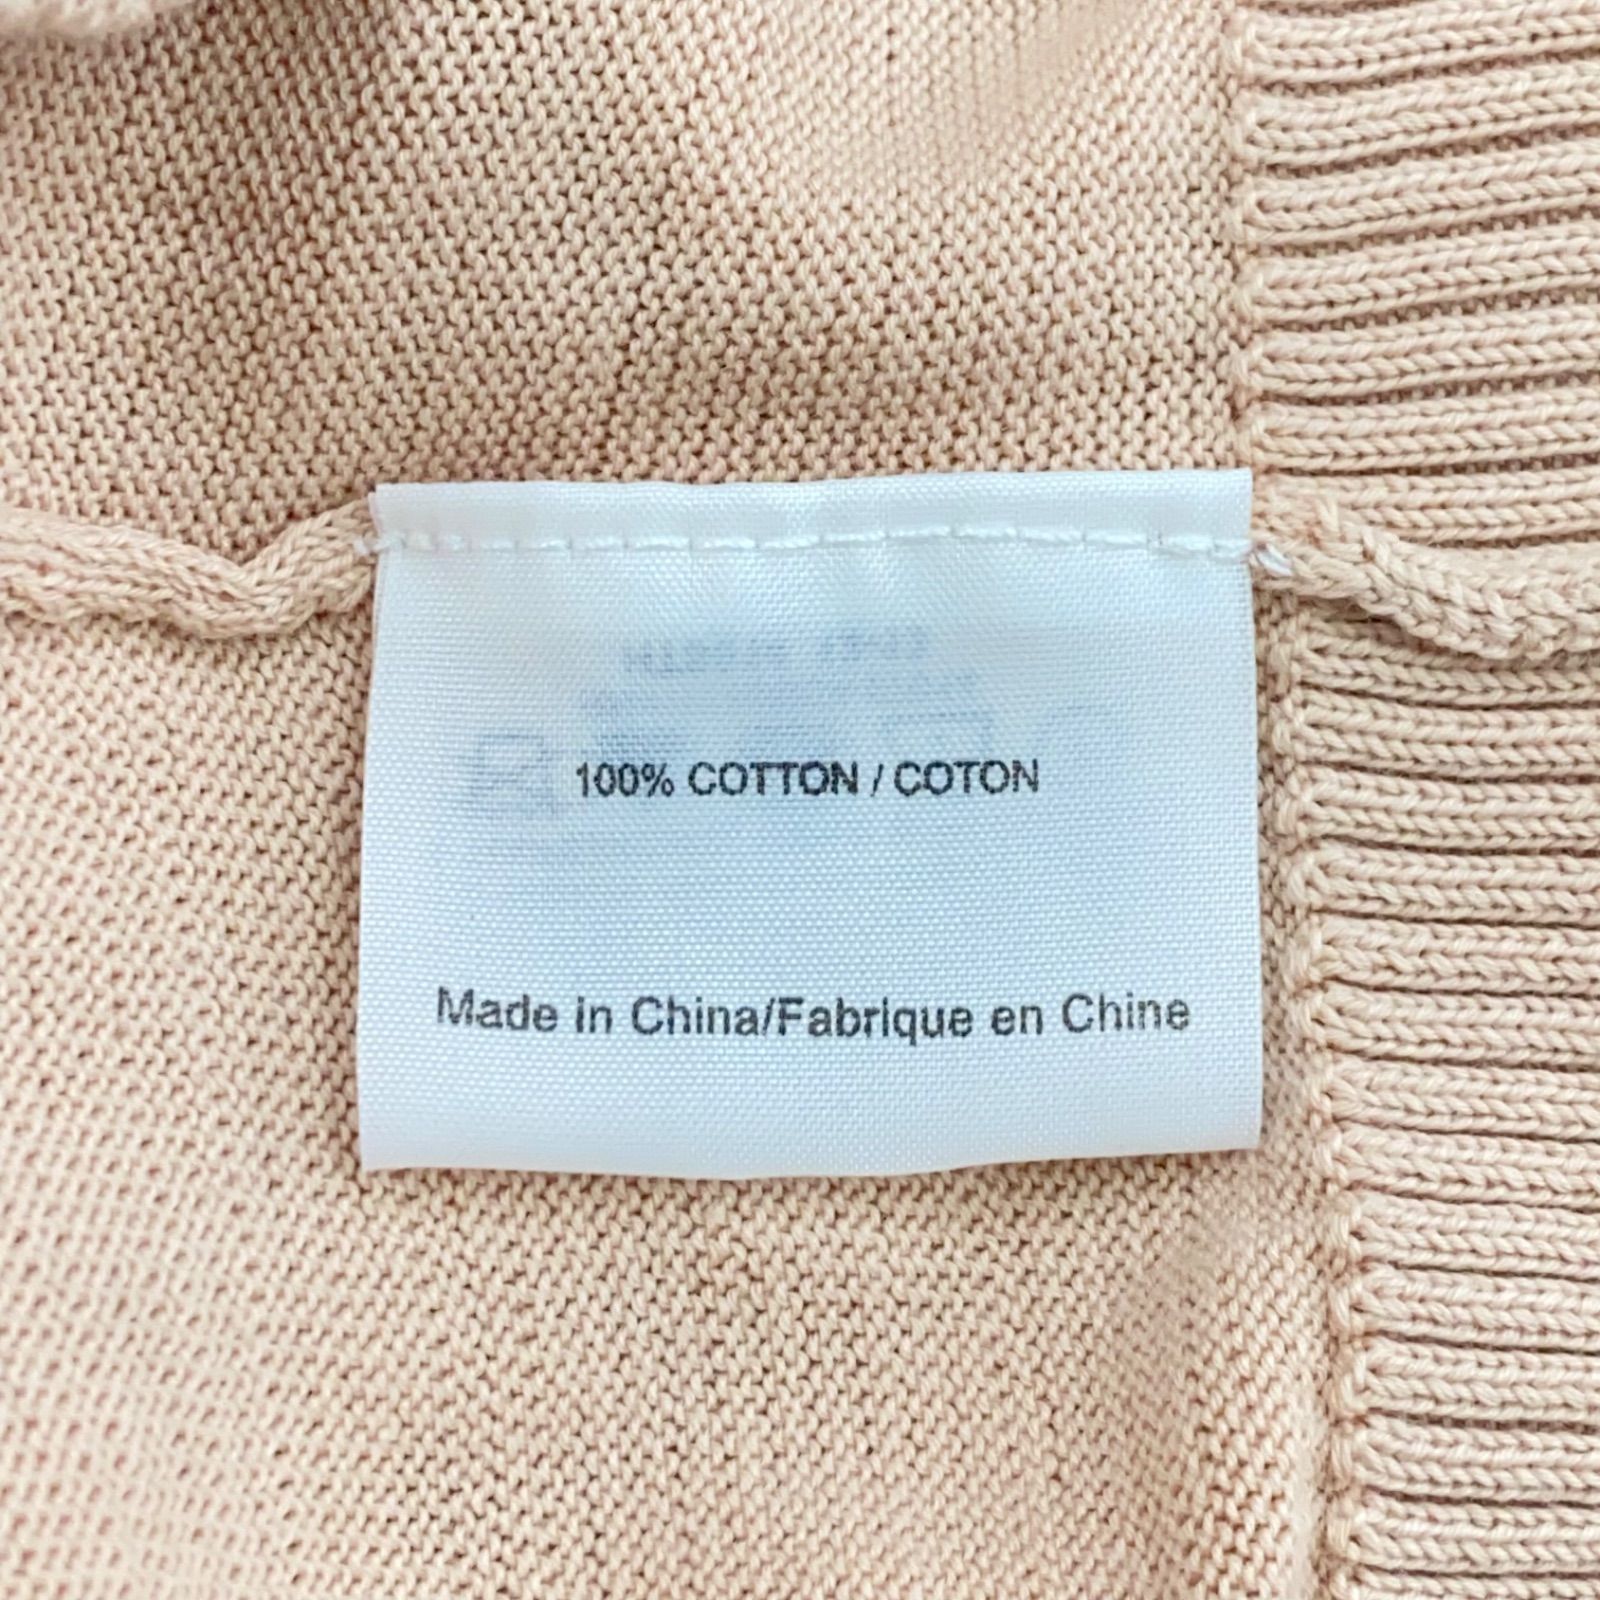 100% COTTON / COTON
Made in China/Fabrique en Chine